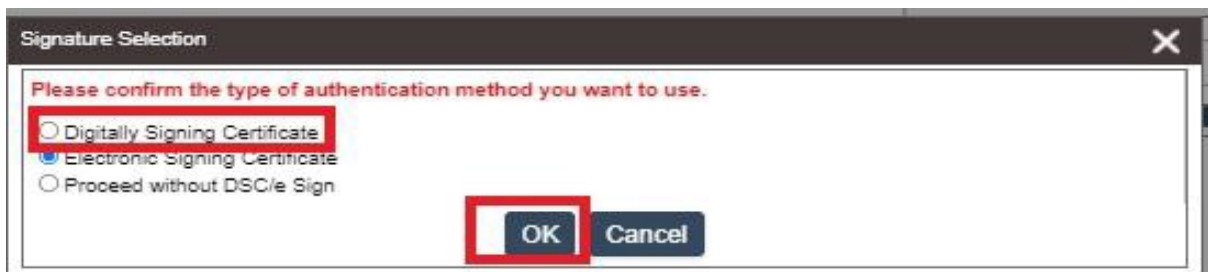 Signature Selection
Please confirm the type of authentication method you want to use.
Digitally Signing Certificate
Electronic Signing Certificate
Proceed without DSC/e Sign
OK Cancel